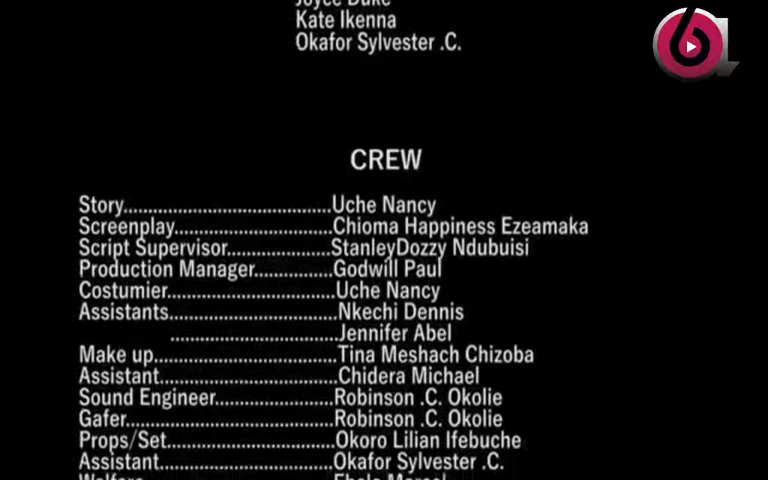 Joyce Duke
Kate Ikenna
Okafor Sylvester .C.
CREW
Story.................................................Uche Nancy
Screenplay.....................................Chioma Happiness Ezeamaka
Script Supervisor........................StanleyDozzy Ndubuisi
Production Manager..................Godwill Paul
Costumier.......................................Uche Nancy
Assistants.......................................Nkechi Dennis
.......................................Jennifer Abel
Make up...........................................Tina Meshach Chizoba
Assistant.........................................Chidera Michael
Sound Engineer...........................Robinson .C. Okolie
Gafer................................................Robinson .C. Okolie
Props/Set.......................................Okoro Lilian Ifebuche
Assistant........................................Okafor Sylvester .C.